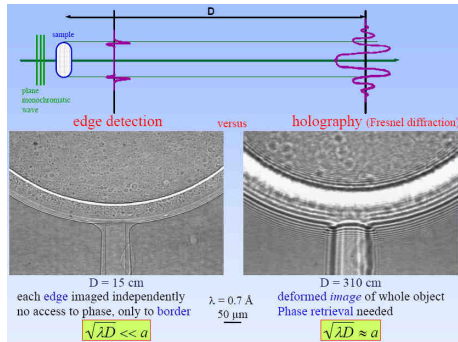 D
sample
plane
monochromatic
wave
edge detection versus holography (Fresnel diffraction)
D = 15 cm
each edge imaged independently
no access to phase, only to border
√λD << a
λ = 0.7 Å
50 µm
D = 310 cm
deformed image of whole object
Phase retrieval needed
√λD ≈ a